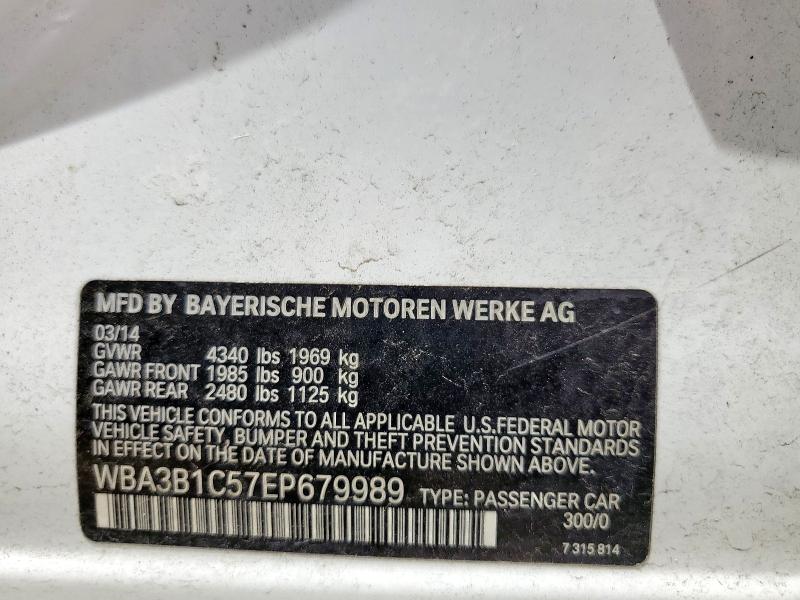 MFD BY BAYERISCHE MOTOREN WERKE AG
03/14
GVWR 4340 lbs 1969 kg
GAWR FRONT 1985 lbs 900 kg
GAWR REAR 2480 lbs 1125 kg
THIS VEHICLE CONFORMS TO ALL APPLICABLE U.S.FEDERAL MOTOR
VEHICLE SAFETY, BUMPER AND THEFT PREVENTION STANDARDS
IN EFFECT ON THE DATE OF MANUFACTURE SHOWN ABOVE.
WBA3B1C57EP679989 TYPE: PASSENGER CAR
300/0
7 315 814